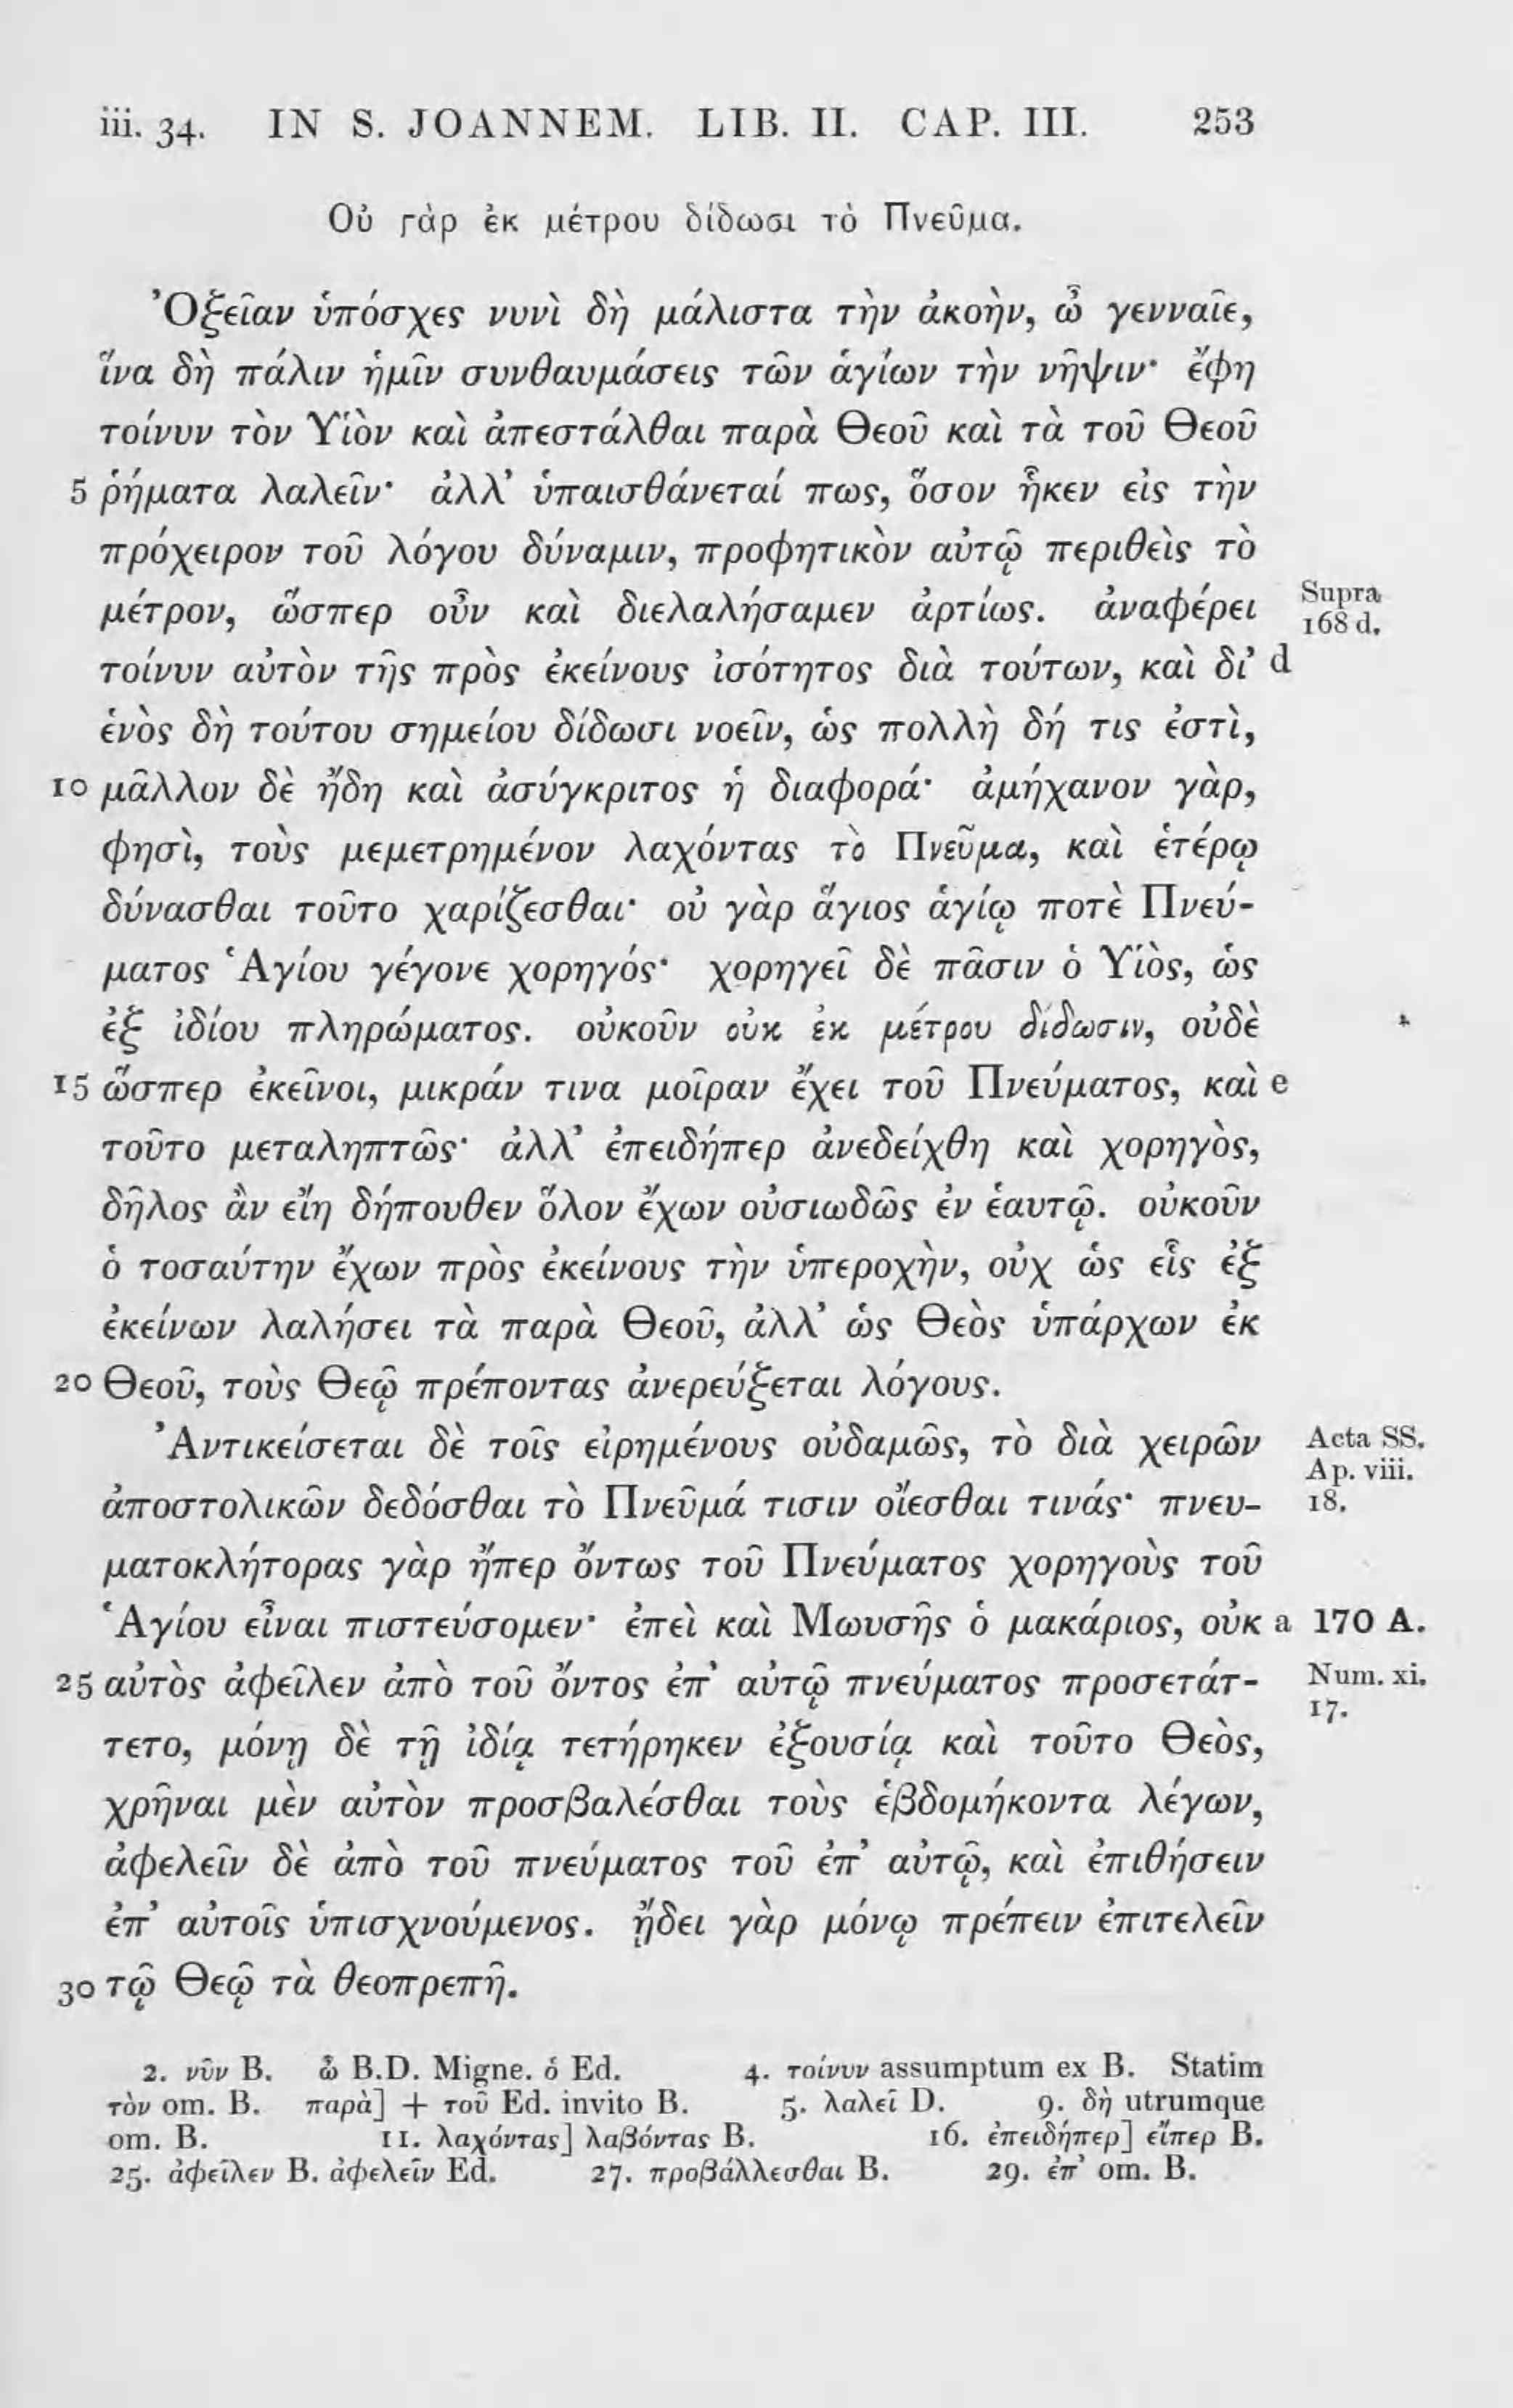 iii. 34. IN S. JOANNEM. LIB. II. CAP. III. 253
Οὐ γὰρ ἐκ μέτρου δίδωσι τὸ Πνεῦμα.
Ὀξεῖαν ὑπόσχες νυνὶ δὴ μάλιστα τὴν ἀκοὴν, ὦ γενναῖε,
ἵνα δὴ πάλιν ἡμῖν συνθαυμάσεις τῶν ἁγίων τὴν νῆψιν· ἔφη
τοίνυν τὸν Υἱὸν καὶ ἀπεστάλθαι παρὰ Θεοῦ καὶ τὰ τοῦ Θεοῦ
5 ῥήματα λαλεῖν· ἀλλ’ ὑπαισθάνεταί πως, ὅσον ἧκεν εἰς τὴν
πρόχειρον τοῦ λόγου δύναμιν, προφητικὸν αὐτῷ περιθεὶς τὸ
μέτρον, ὥσπερ οὖν καὶ διελαλήσαμεν ἀρτίως. ἀναφέρει Supra 168 d.
τοίνυν αὐτὸν τῆς πρὸς ἐκείνους ἰσότητος διὰ τούτων, καὶ δι’ d
ἑνὸς δὴ τούτου σημείου δίδωσι νοεῖν, ὡς πολλὴ δή τις ἐστὶ,
10 μᾶλλον δὲ ἤδη καὶ ἀσύγκριτος ἡ διαφορά· ἀμήχανον γὰρ,
φησὶ, τοὺς μεμετρημένον λαχόντας τὸ Πνεῦμα, καὶ ἑτέρῳ
δύνασθαι τοῦτο χαρίζεσθαι· οὐ γὰρ ἅγιος ἁγίῳ ποτὲ Πνεύ-
ματος Ἁγίου γέγονε χορηγός· χορηγεῖ δὲ πᾶσιν ὁ Υἱὸς, ὡς
ἐξ ἰδίου πληρώματος. οὐκοῦν οὐκ ἐκ μέτρου δίδωσιν, οὐδὲ
15 ὥσπερ ἐκεῖνοι, μικράν τινα μοῖραν ἔχει τοῦ Πνεύματος, καὶ e
τοῦτο μεταληπτῶς· ἀλλ’ ἐπειδήπερ ἀνεδείχθη καὶ χορηγὸς,
δῆλος ἂν εἴη δήπουθεν ὅλον ἔχων οὐσιωδῶς ἐν ἑαυτῷ. οὐκοῦν
ὁ τοσαύτην ἔχων πρὸς ἐκείνους τὴν ὑπεροχὴν, οὐχ ὡς εἷς ἐξ
ἐκείνων λαλήσει τὰ παρὰ Θεοῦ, ἀλλ’ ὡς Θεὸς ὑπάρχων ἐκ
20 Θεοῦ, τοὺς Θεῷ πρέποντας ἀνερεύξεται λόγους.
Ἀντικείσεται δὲ τοῖς εἰρημένους οὐδαμῶς, τὸ διὰ χειρῶν Acta SS. Ap. viii. 18.
ἀποστολικῶν δεδόσθαι τὸ Πνεῦμά τισιν οἴεσθαι τινάς· πνευ-
ματοκλήτορας γὰρ ἤπερ ὄντως τοῦ Πνεύματος χορηγοὺς τοῦ
Ἁγίου εἶναι πιστεύσομεν· ἐπεὶ καὶ Μωυσῆς ὁ μακάριος, οὐκ a 170 A.
25 αὐτὸς ἀφεῖλεν ἀπὸ τοῦ ὄντος ἐπ’ αὐτῷ πνεύματος προσετάτ- Num. xi. 17.
τετο, μόνῃ δὲ τῇ ἰδίᾳ τετήρηκεν ἐξουσίᾳ καὶ τοῦτο Θεὸς,
χρῆναι μὲν αὐτὸν προσβαλέσθαι τοὺς ἑβδομήκοντα λέγων,
ἀφελεῖν δὲ ἀπὸ τοῦ πνεύματος τοῦ ἐπ’ αὐτῷ, καὶ ἐπιθήσειν
ἐπ’ αὐτοῖς ὑπισχνούμενος. ᾔδει γὰρ μόνῳ πρέπειν ἐπιτελεῖν
30 τῷ Θεῷ τὰ θεοπρεπῆ.
2. νῦν B. ὦ B.D. Migne. ὁ Ed. 4. τοίνυν assumptum ex B. Statim
τὸν om. B. παρὰ] + τοῦ Ed. invito B. 5. λαλεῖ D. 9. δὴ utrumque
om. B. 11. λαχόντας] λαβόντας B. 16. ἐπειδήπερ] εἴπερ B.
25. ἀφεῖλεν B. ἀφελεῖν Ed. 27. προβάλλεσθαι B. 29. ἐπ’ om. B.